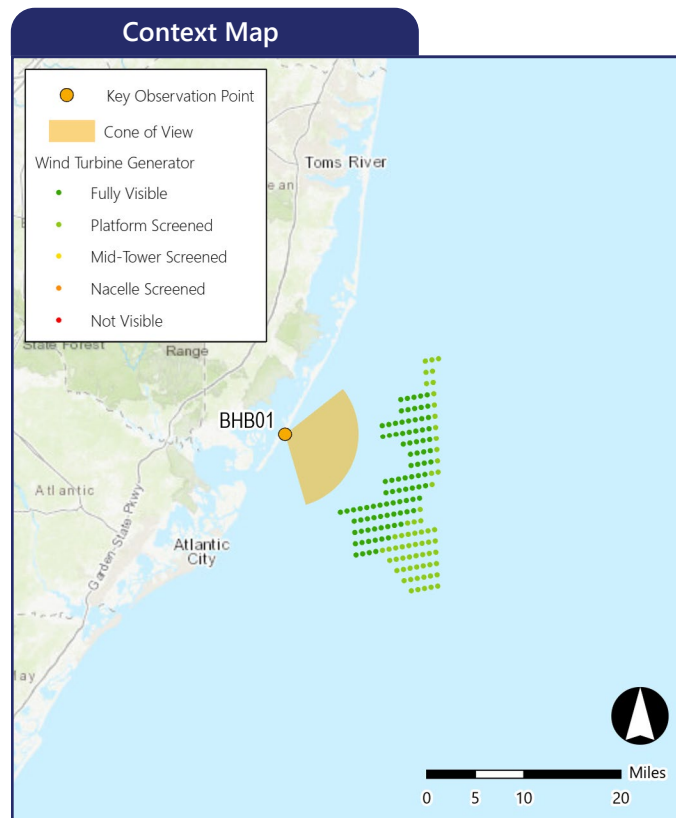 Context Map
Key Observation Point
Cone of View
Wind Turbine Generator
Fully Visible
Platform Screened
Mid-Tower Screened
Nacelle Screened
Not Visible
Toms River
ean
State Forest
Range
BHB01
Atlantic
Garden-State-Pkwy
Atlantic
City
lay
Miles
0 5 10 20